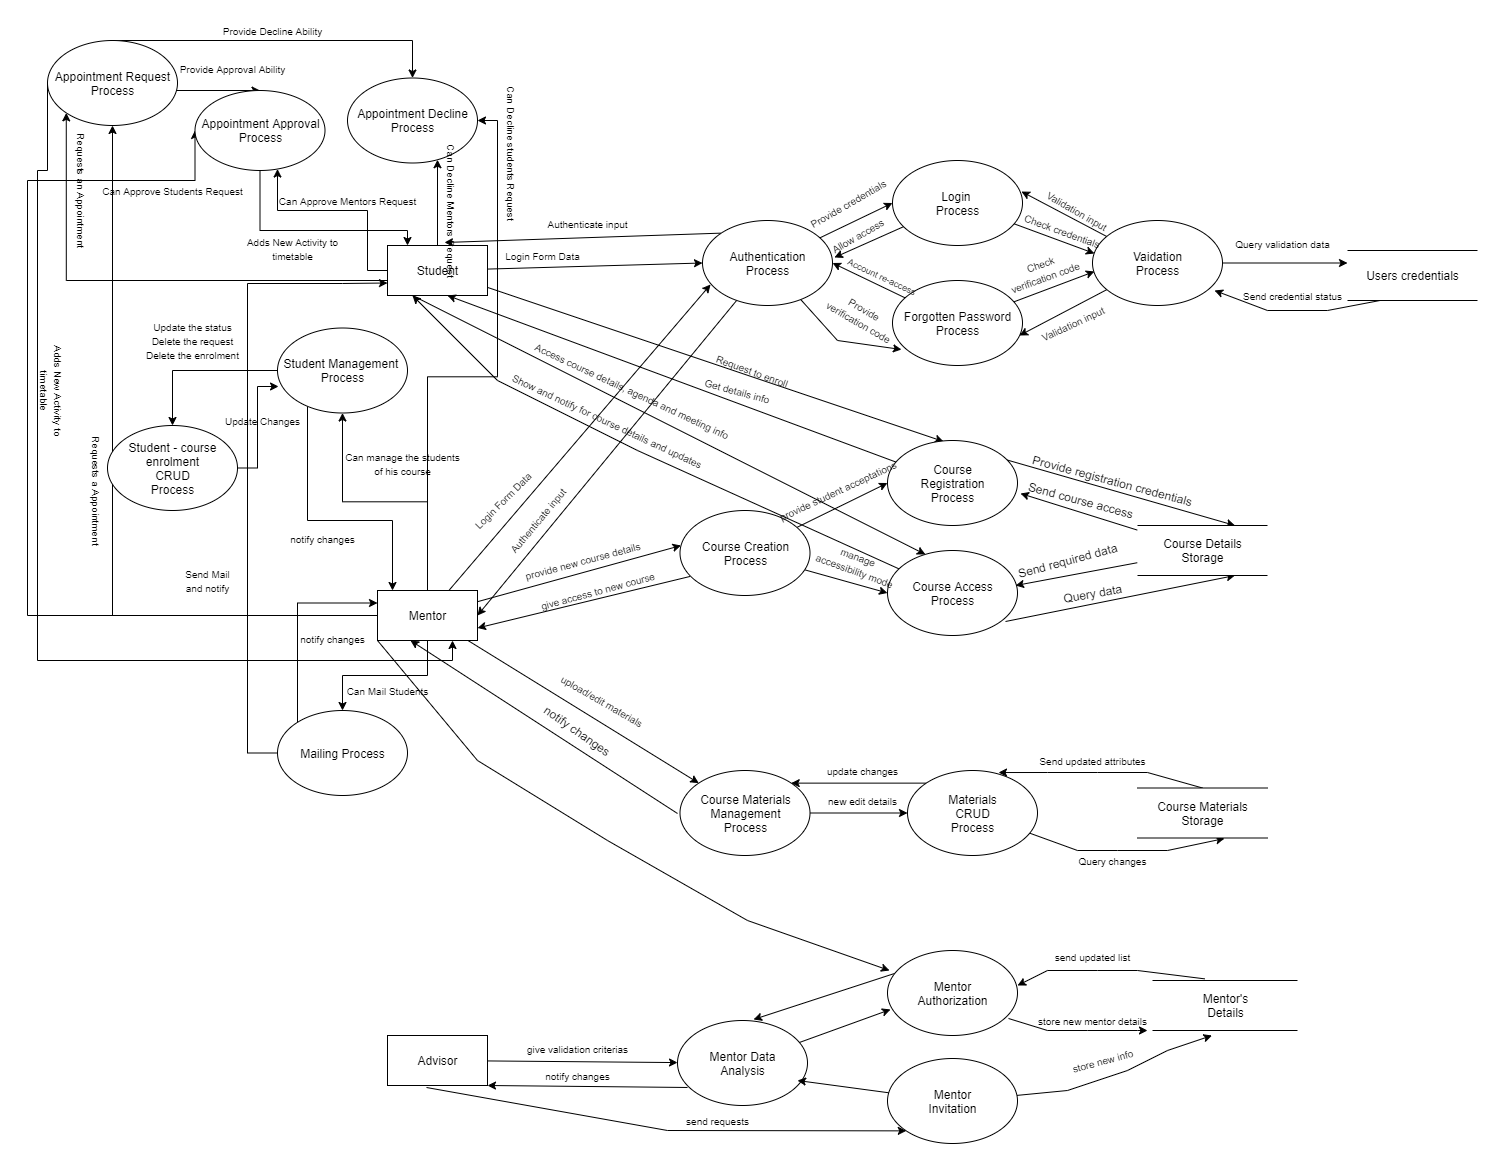 Provide Decline Ability
Appointment Request
Process
Provide Approval Ability
Appointment Approval
Process
Appointment Decline
Process
Can Decline students Request
Requests an Appointment
Can Approve Students Request
Can Approve Mentors Request
Can Decline Mentors Request
Adds New Activity to
timetable
Student
Authenticate input
Login Form Data
Authentication
Process
Provide credentials
Allow access
Login
Process
Validation input
Check credentials
Account re-access
Provide
verification code
Forgotten Password
Process
Check
verification code
Validation input
Vaidation
Process
Query validation data
Users credentials
Send credential status
Update the status
Delete the request
Delete the enrolment
Student Management
Process
Update Changes
Student - course
enrolment
CRUD
Process
Can manage the students
of his course
Adds New Activity to
timetable
Requests a Appointment
Request to enroll
Get details info
Access course details, agenda and meeting info
Show and notify for course details and updates
Login Form Data
Authenticate input
notify changes
Send Mail
and notify
Mentor
provide new course details
give access to new course
Course Creation
Process
Provide student acceptations
manage
accessibility mode
Course
Registration
Process
Provide registration credentials
Send course access
Course Details
Storage
Course Access
Process
Send required data
Query data
notify changes
Can Mail Students
Mailing Process
upload/edit materials
notify changes
Course Materials
Management
Process
update changes
new edit details
Materials
CRUD
Process
Send updated attributes
Course Materials
Storage
Query changes
Mentor
Authorization
send updated list
store new mentor details
Mentor's
Details
Advisor
give validation criterias
notify changes
send requests
Mentor Data
Analysis
Mentor
Invitation
store new info